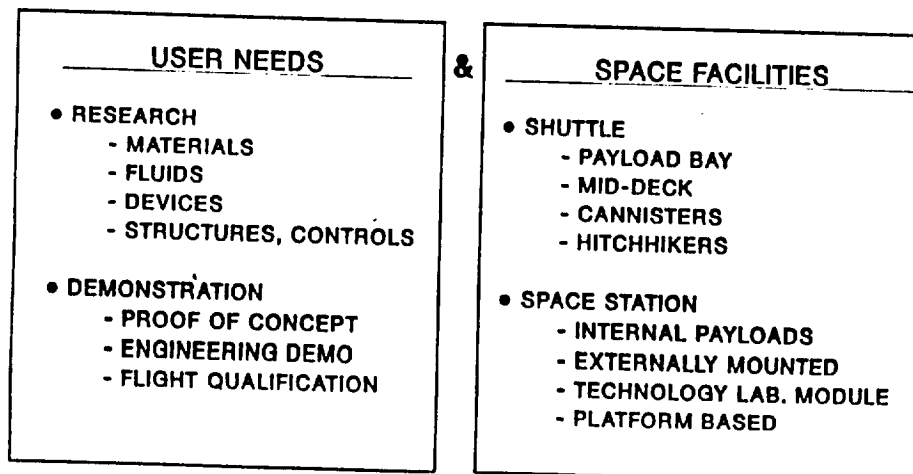 USER NEEDS
• RESEARCH
- MATERIALS
- FLUIDS
- DEVICES
- STRUCTURES, CONTROLS
• DEMONSTRATION
- PROOF OF CONCEPT
- ENGINEERING DEMO
- FLIGHT QUALIFICATION
&
SPACE FACILITIES
• SHUTTLE
- PAYLOAD BAY
- MID-DECK
- CANNISTERS
- HITCHHIKERS
• SPACE STATION
- INTERNAL PAYLOADS
- EXTERNALLY MOUNTED
- TECHNOLOGY LAB. MODULE
- PLATFORM BASED